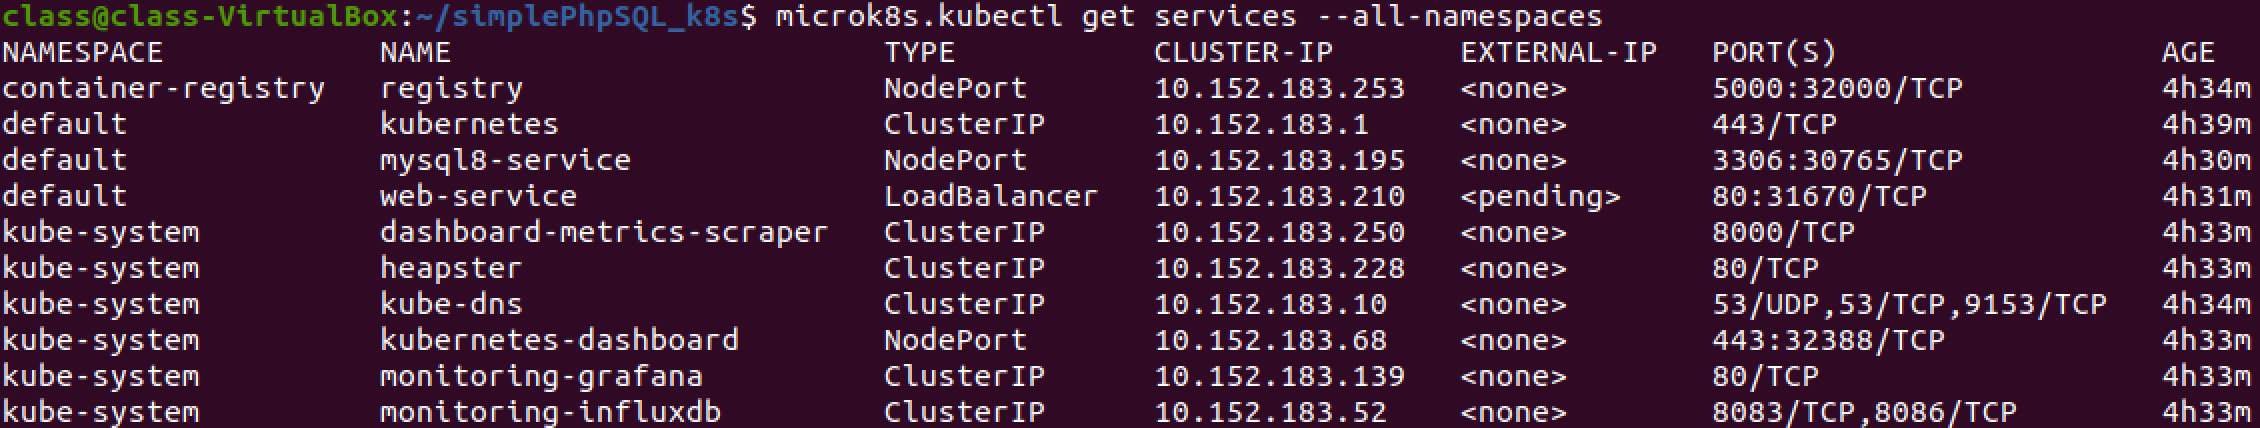 class@class-VirtualBox:~/simplePhpSQL_k8s$ microk8s.kubectl get services --all-namespaces
NAMESPACE NAME TYPE CLUSTER-IP EXTERNAL-IP PORT(S) AGE
container-registry registry NodePort 10.152.183.253 <none> 5000:32000/TCP 4h34m
default kubernetes ClusterIP 10.152.183.1 <none> 443/TCP 4h39m
default mysql8-service NodePort 10.152.183.195 <none> 3306:30765/TCP 4h30m
default web-service LoadBalancer 10.152.183.210 <pending> 80:31670/TCP 4h31m
kube-system dashboard-metrics-scraper ClusterIP 10.152.183.250 <none> 8000/TCP 4h33m
kube-system heapster ClusterIP 10.152.183.228 <none> 80/TCP 4h33m
kube-system kube-dns ClusterIP 10.152.183.10 <none> 53/UDP,53/TCP,9153/TCP 4h34m
kube-system kubernetes-dashboard NodePort 10.152.183.68 <none> 443:32388/TCP 4h33m
kube-system monitoring-grafana ClusterIP 10.152.183.139 <none> 80/TCP 4h33m
kube-system monitoring-influxdb ClusterIP 10.152.183.52 <none> 8083/TCP,8086/TCP 4h33m